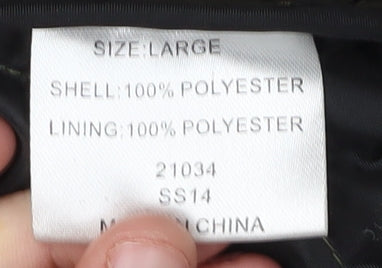 SIZE:LARGE
SHELL:100% POLYESTER
LINING:100% POLYESTER
21034
SS14
CHINA